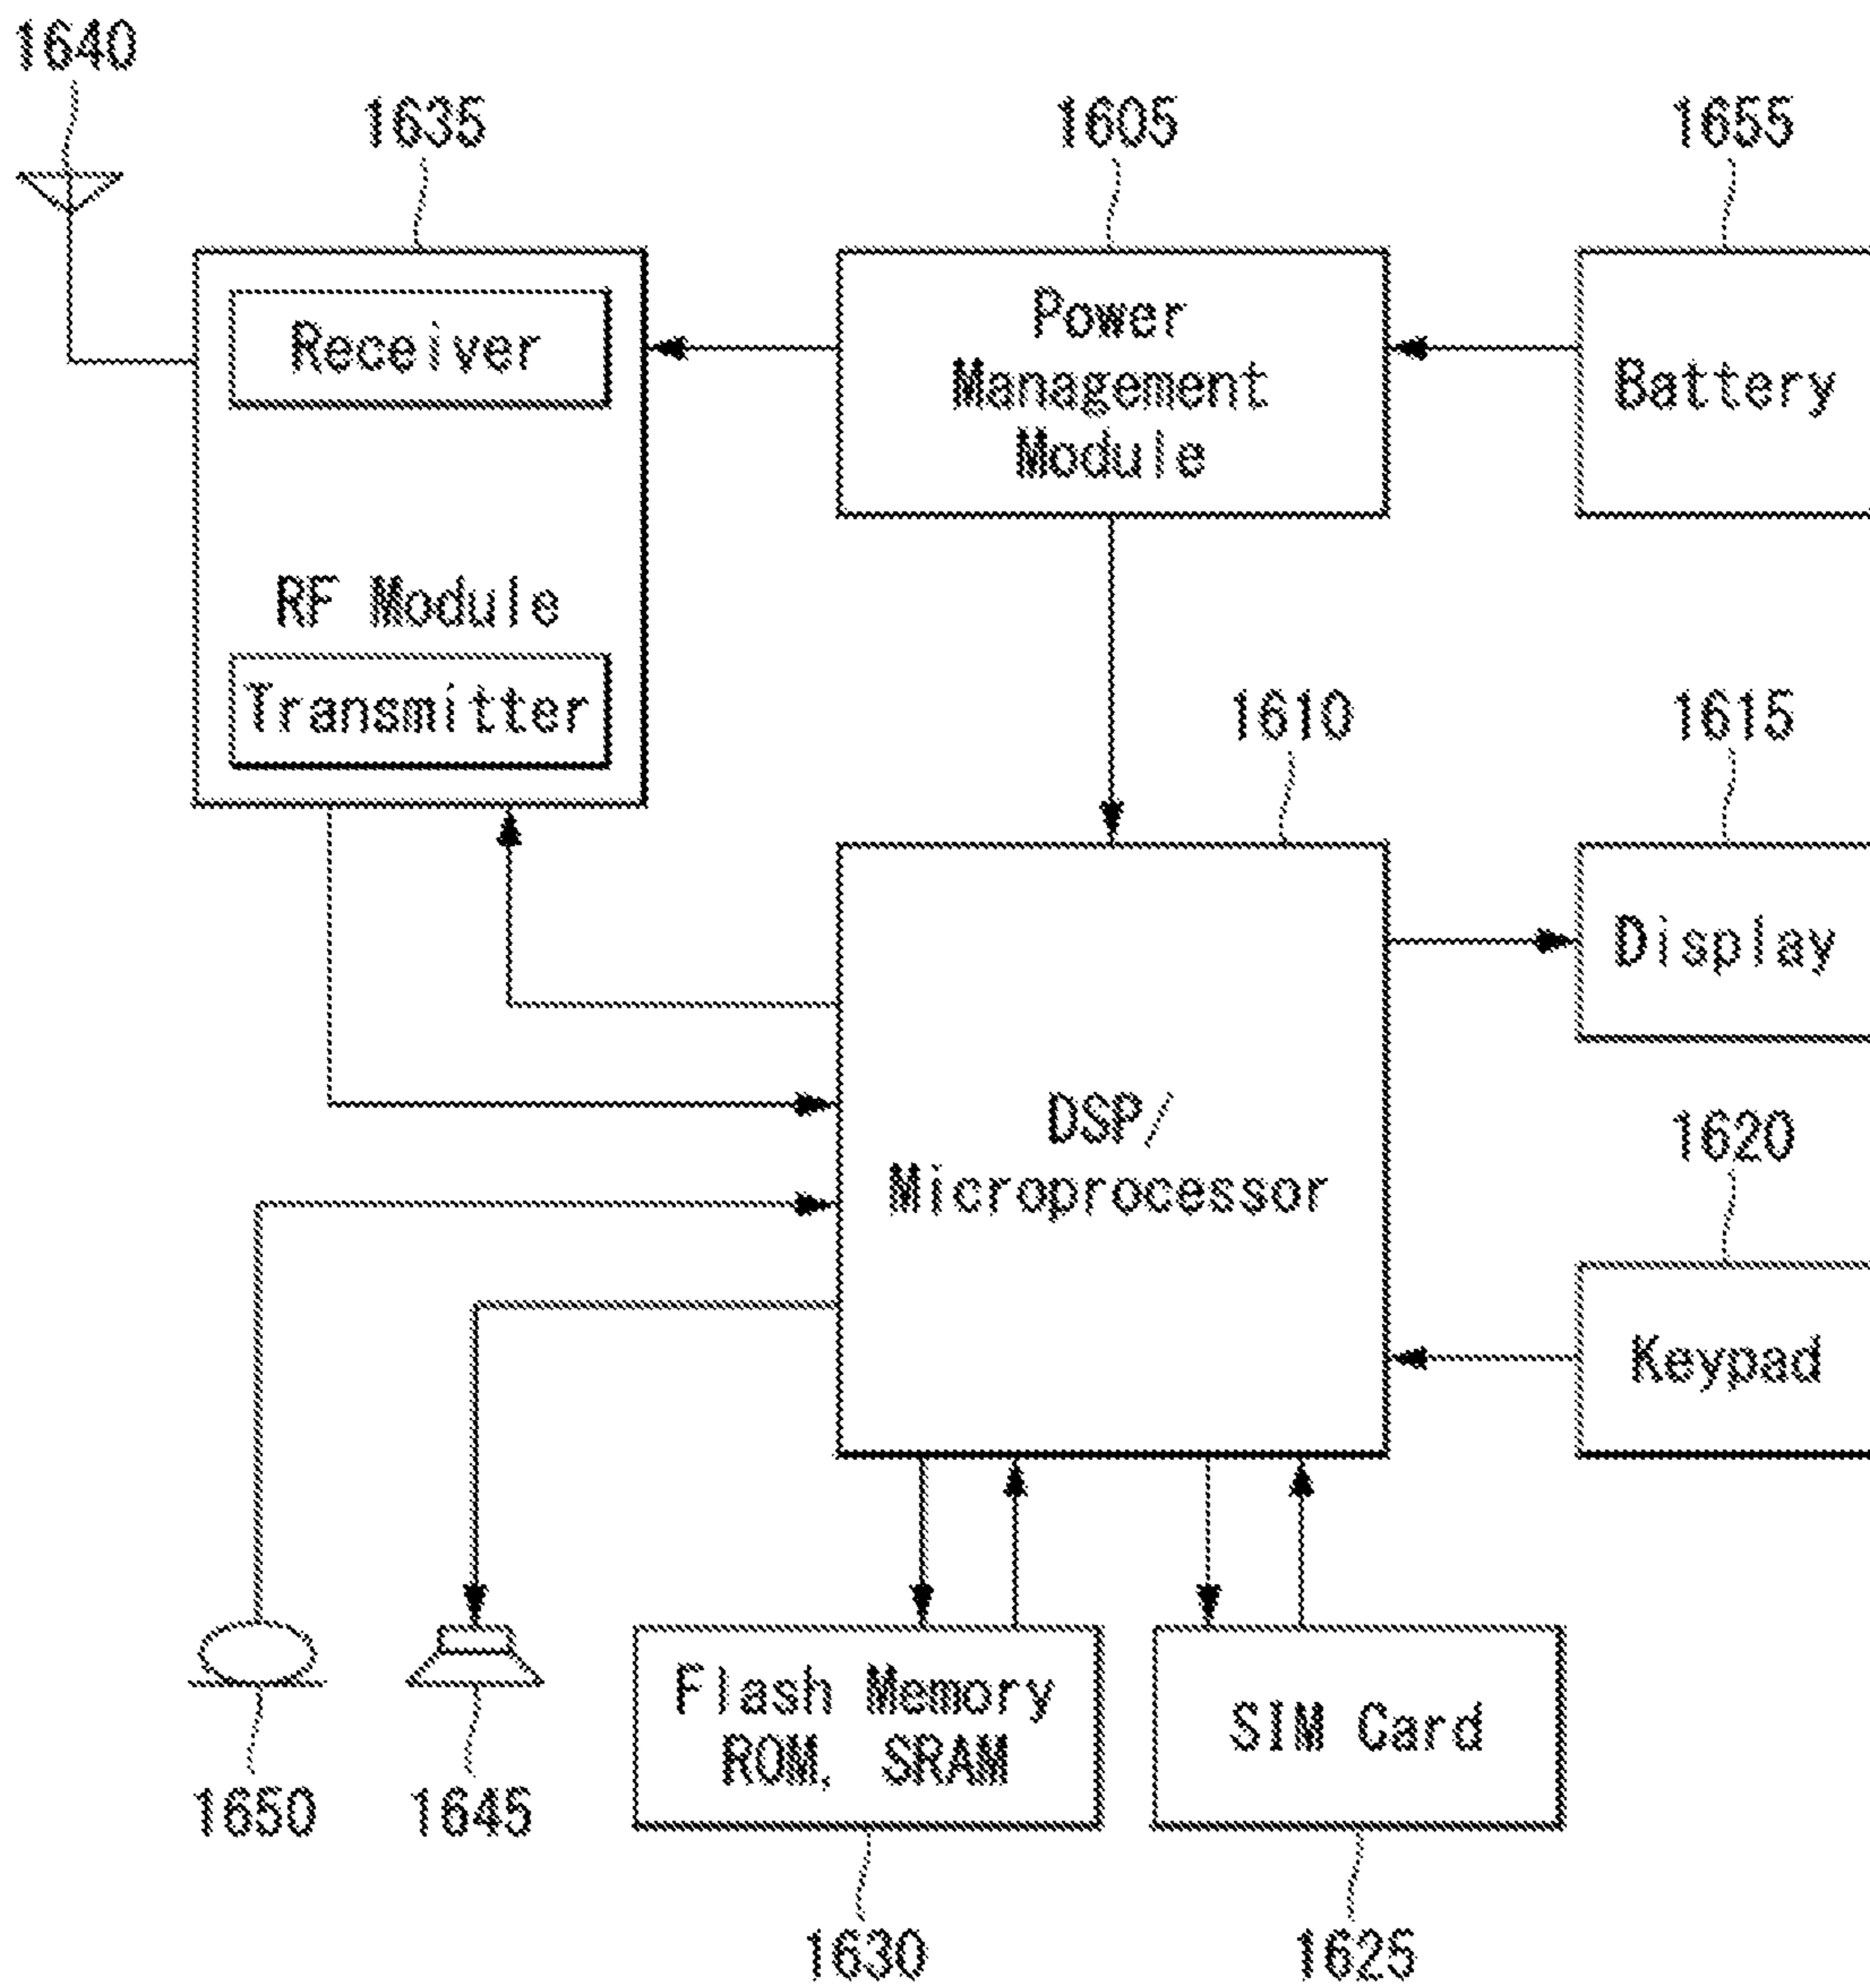 1640
1635
1605
1655
Receiver
Power
Management
Module
Battery
RF Module
Transmitter
1610
1615
Display
DSP/
Microprocessor
1620
Keypad
Flash Memory
ROM, SRAM
SIM Card
1650
1645
1630
1625